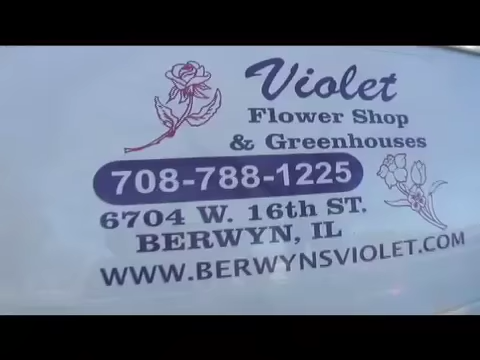 Violet
Flower Shop
& Greenhouses
708-788-1225
6704 W. 16th ST.
BERWYN, IL
WWW.BERWYNSVIOLET.COM